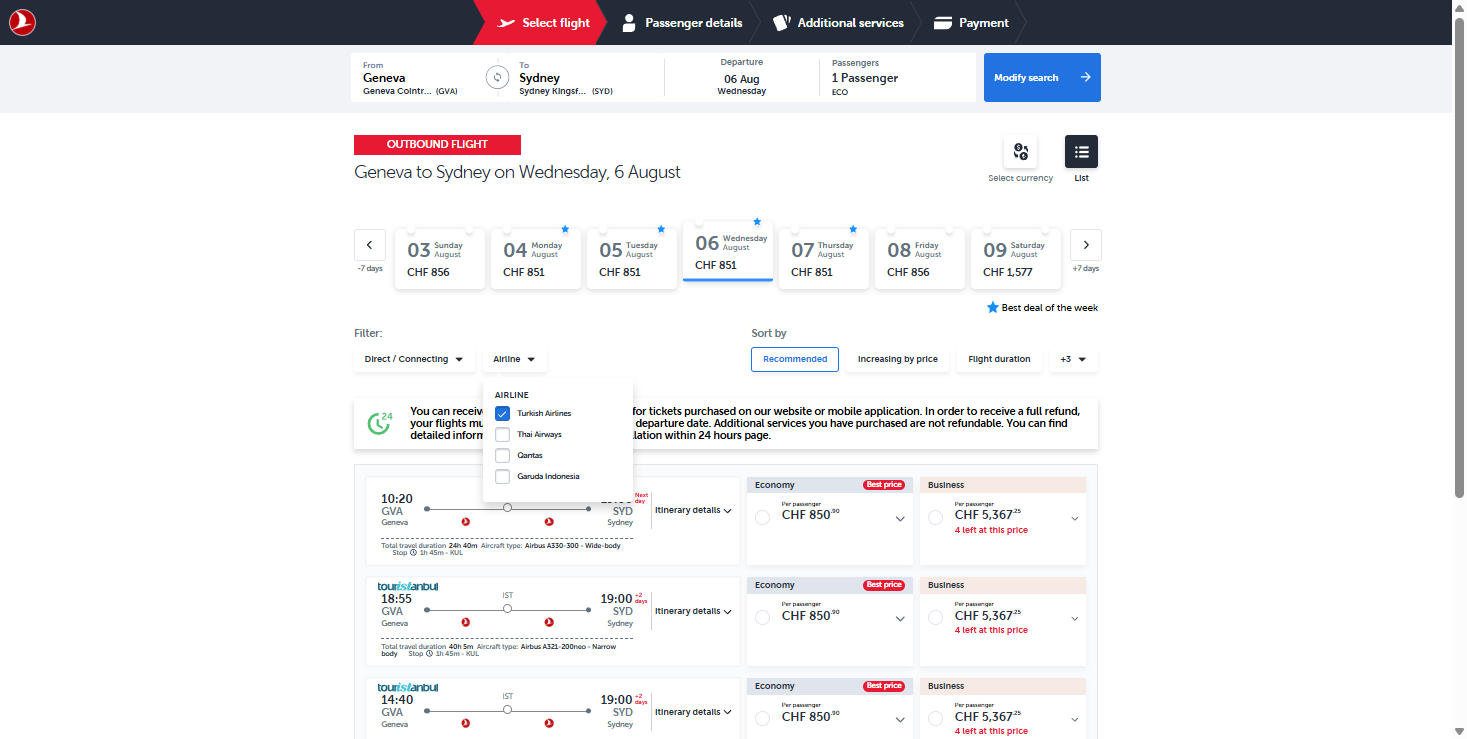 Select flight
Passenger details
Additional services
Payment
From
Geneva
Geneva Cointr... (GVA)
To
Sydney
Sydney Kingsf... (SYD)
Departure
06 Aug
Wednesday
Passengers
1 Passenger
ECO
Modify search
OUTBOUND FLIGHT
Geneva to Sydney on Wednesday, 6 August
Select currency
List
-7 days
03 Sunday August
CHF 856
04 Monday August
CHF 851
05 Tuesday August
CHF 851
06 Wednesday August
CHF 851
07 Thursday August
CHF 851
08 Friday August
CHF 856
09 Saturday August
CHF 1,577
+7 days
Best deal of the week
Filter:
Direct / Connecting
Airline
Sort by
Recommended
Increasing by price
Flight duration
+3
AIRLINE
Turkish Airlines
Thai Airways
Qantas
Garuda Indonesia
24
You can receive for tickets purchased on our website or mobile application. In order to receive a full refund,
your flights mu departure date. Additional services you have purchased are not refundable. You can find
detailed inform llation within 24 hours page.
10:20
GVA
Geneva
Next day
SYD
Sydney
Itinerary details
Total travel duration 24h 40m Aircraft type: Airbus A330-300 - Wide-body
Stop 1h 45m - KUL
Economy
Best price
Per passenger
CHF 850.90
Business
Per passenger
CHF 5,367.25
4 left at this price
touristanbul
18:55
GVA
Geneva
IST
19:00 +2 days
SYD
Sydney
Itinerary details
Total travel duration 40h 5m Aircraft type: Airbus A321-200neo - Narrow
body Stop 1h 45m - KUL
Economy
Best price
Per passenger
CHF 850.90
Business
Per passenger
CHF 5,367.25
4 left at this price
touristanbul
14:40
GVA
Geneva
IST
19:00 +2 days
SYD
Sydney
Itinerary details
Economy
Best price
Per passenger
CHF 850.90
Business
Per passenger
CHF 5,367.25
4 left at this price